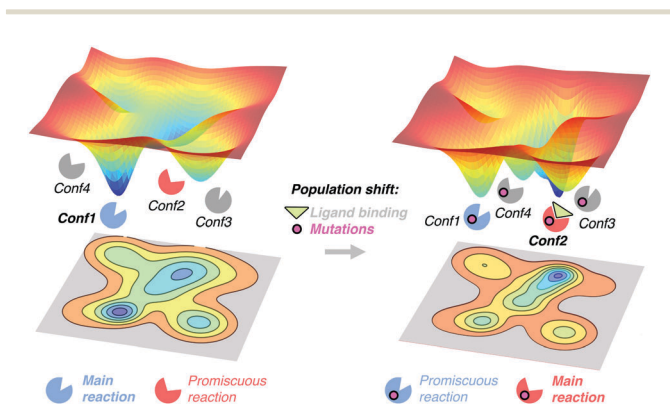 Conf4
Conf1
Conf2
Conf3
Population shift:
Ligand binding
Mutations
Conf1
Conf4
Conf2
Conf3
Main
reaction
Promiscuous
reaction
Promiscuous
reaction
Main
reaction